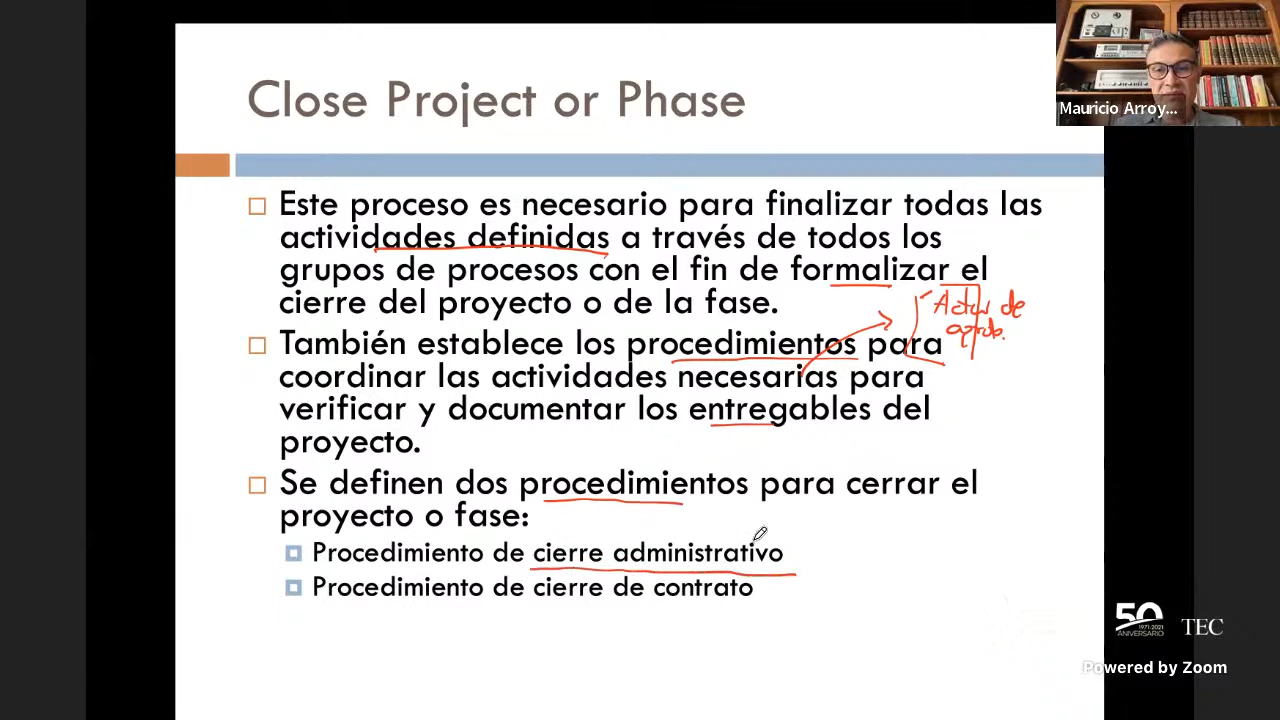 Close Project or Phase
Mauricio Arroy...
Este proceso es necesario para finalizar todas las
actividades definidas a través de todos los
grupos de procesos con el fin de formalizar el
cierre del proyecto o de la fase.
de
También establece los procedimientos para
coordinar las actividades necesarias para
verificar y documentar los entregables del
proyecto.
Se definen dos procedimientos para cerrar el
proyecto o fase:
Procedimiento de cierre administrativo
Procedimiento de cierre de contrato
50
1971-2021
ANIVERSARIO
TEC
Powered by Zoom